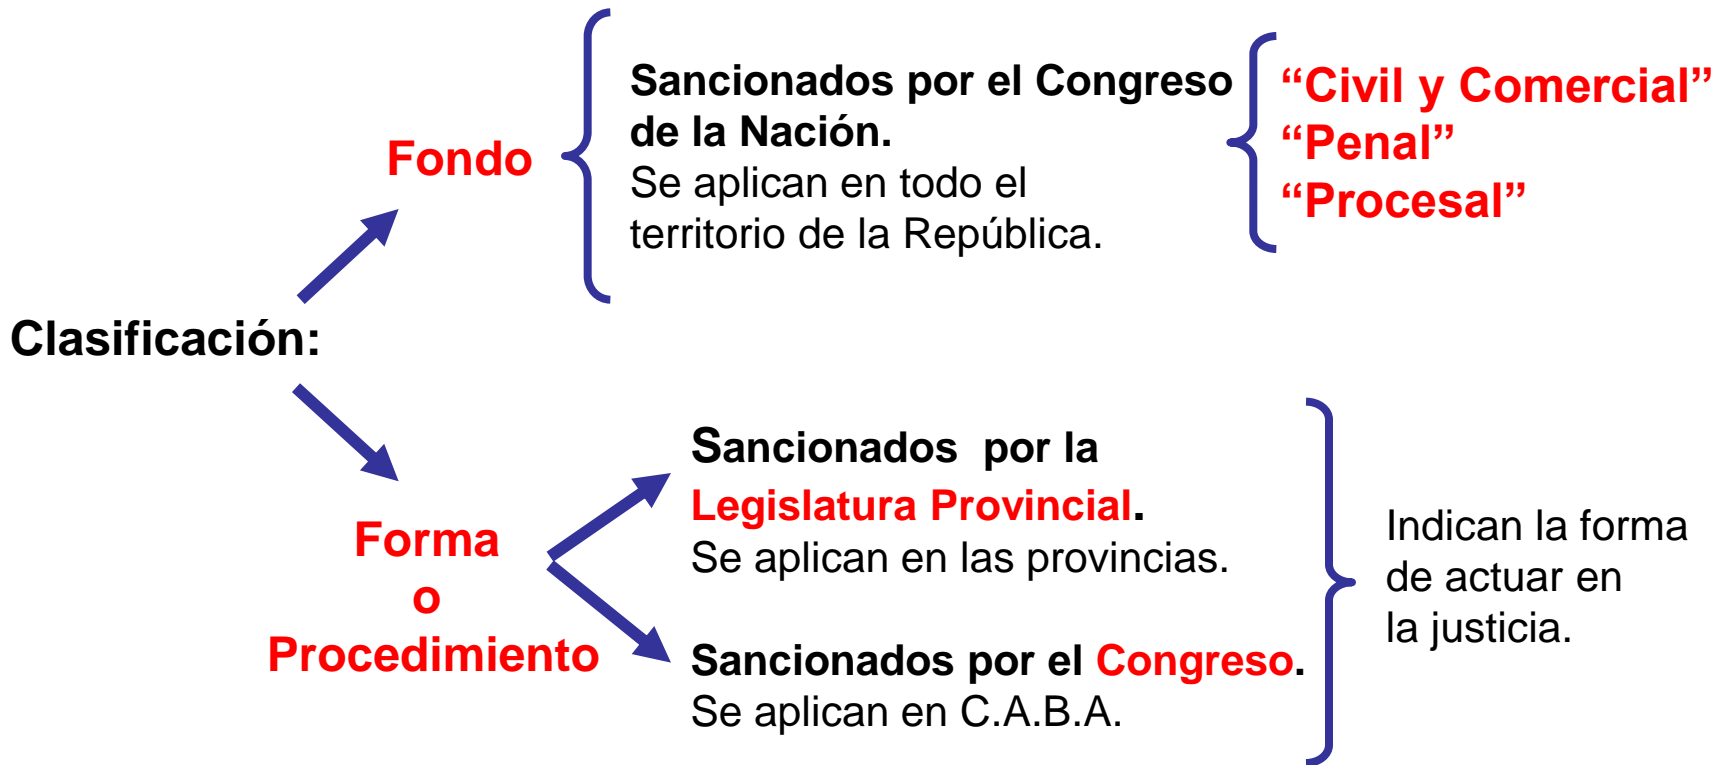 Clasificación:
Fondo
Sancionados por el Congreso
de la Nación.
Se aplican en todo el
territorio de la República.
“Civil y Comercial”
“Penal”
“Procesal”
Forma
o
Procedimiento
Sancionados por la
Legislatura Provincial.
Se aplican en las provincias.
Sancionados por el Congreso.
Se aplican en C.A.B.A.
Indican la forma
de actuar en
la justicia.